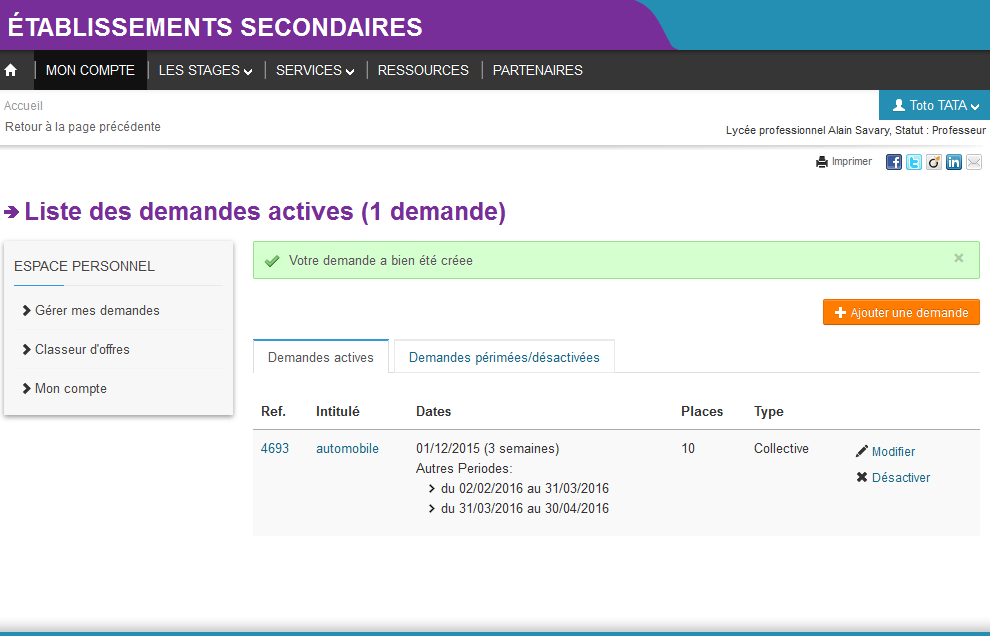 ÉTABLISSEMENTS SECONDAIRES
MON COMPTE LES STAGES SERVICES RESSOURCES PARTENAIRES
Accueil
Toto TATA
Retour à la page précédente
Lycée professionnel Alain Savary, Statut : Professeur
Imprimer
Liste des demandes actives (1 demande)
ESPACE PERSONNEL
Gérer mes demandes
Classeur d'offres
Mon compte
Votre demande a bien été créee
Ajouter une demande
Demandes actives Demandes périmées/désactivées
Ref. Intitulé Dates Places Type
4693 automobile 01/12/2015 (3 semaines) 10 Collective Modifier
Autres Periodes:
Désactiver
du 02/02/2016 au 31/03/2016
du 31/03/2016 au 30/04/2016